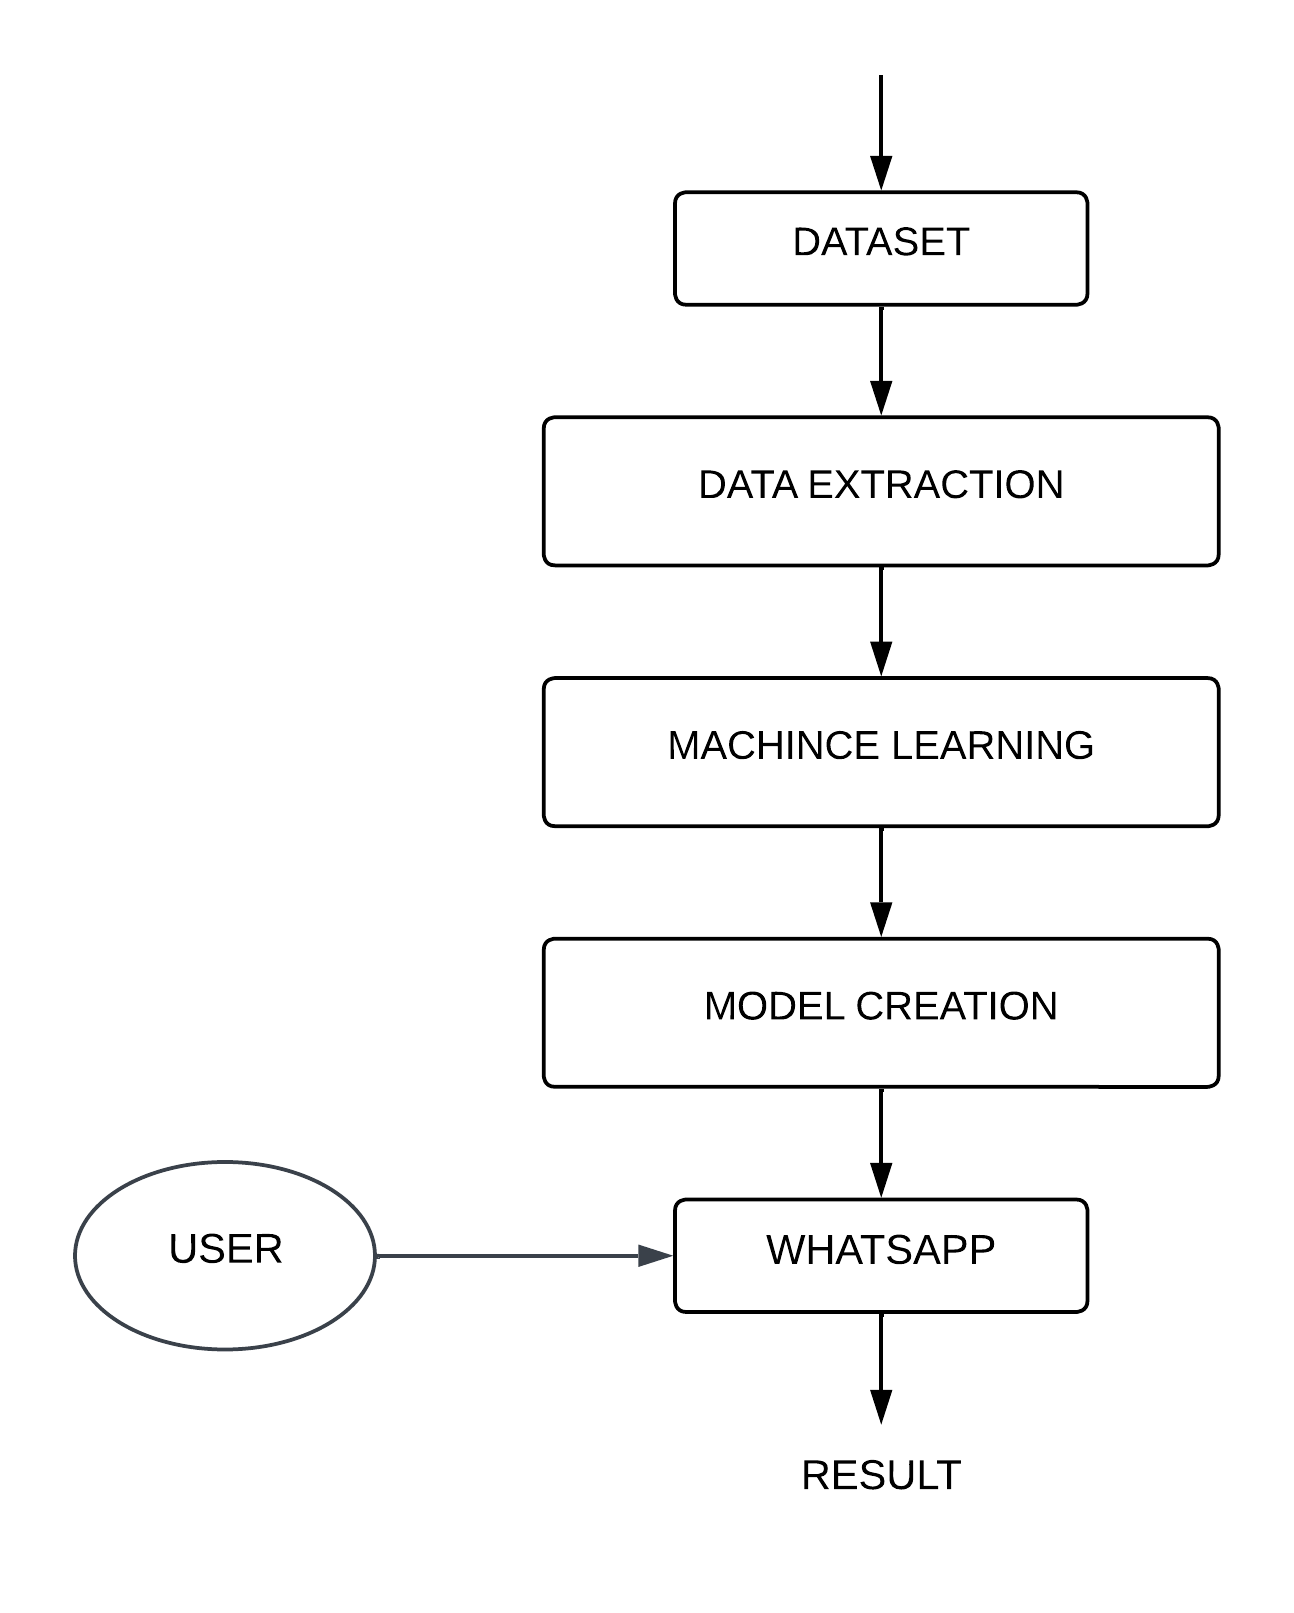 DATASET
DATA EXTRACTION
MACHINCE LEARNING
MODEL CREATION
USER
WHATSAPP
RESULT